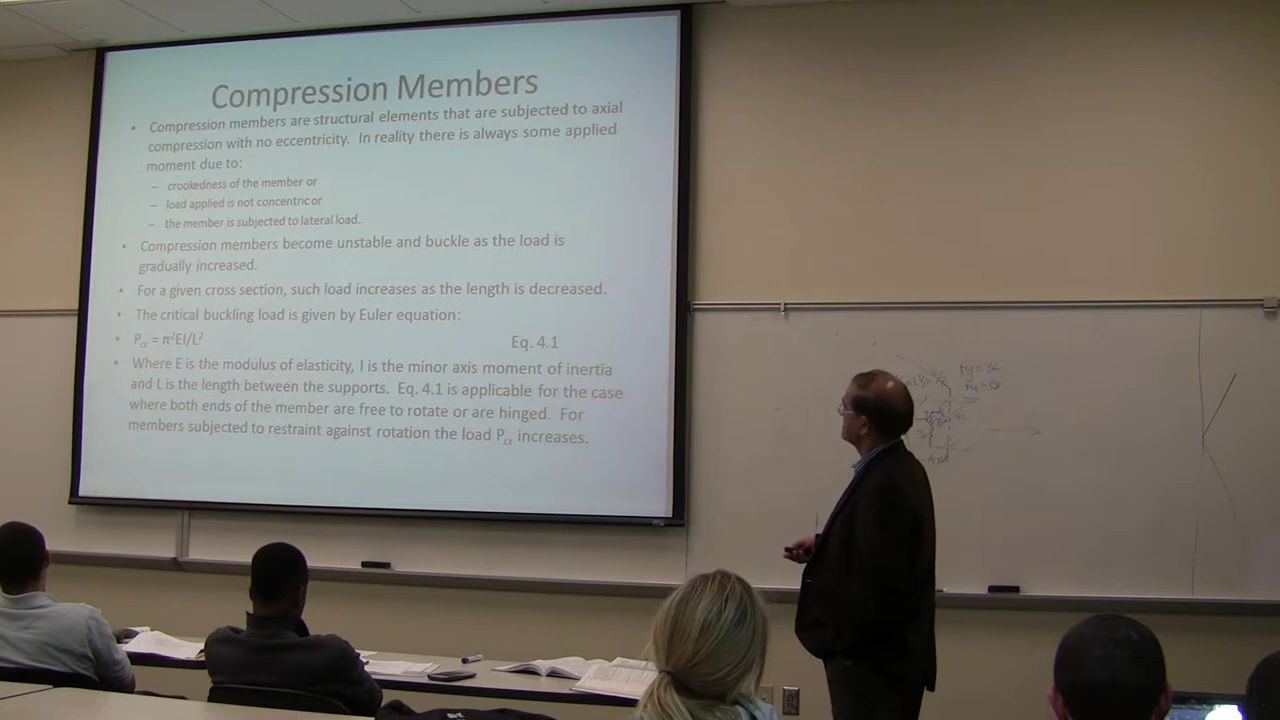 Compression Members
• Compression members are structural elements that are subjected to axial
compression with no eccentricity. In reality there is always some applied
moment due to:
– crookedness of the member or
– load applied is not concentric or
– the member is subjected to lateral load.
• Compression members become unstable and buckle as the load is
gradually increased.
• For a given cross section, such load increases as the length is decreased.
• The critical buckling load is given by Euler equation:
• Pcr = π²EI/L² Eq. 4.1
• Where E is the modulus of elasticity, I is the minor axis moment of inertia
and L is the length between the supports. Eq. 4.1 is applicable for the case
where both ends of the member are free to rotate or are hinged. For
members subjected to restraint against rotation the load Pcr increases.